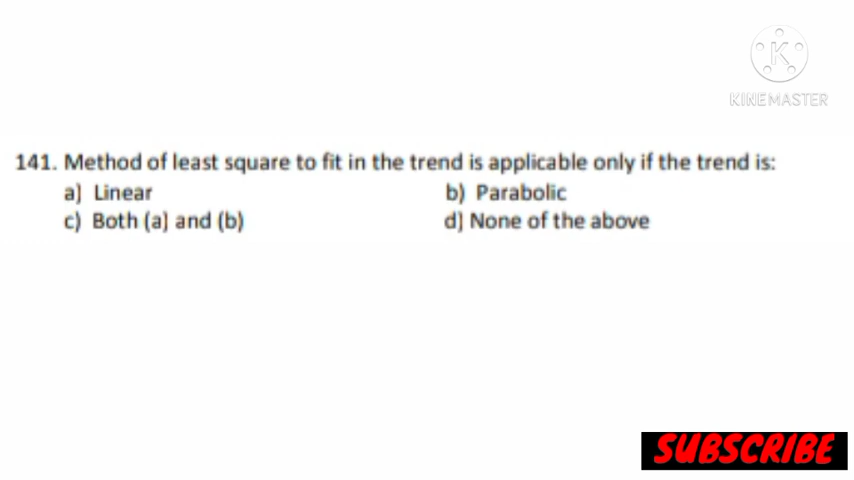 K
KINEMASTER
141. Method of least square to fit in the trend is applicable only if the trend is:
a) Linear b) Parabolic
c) Both (a) and (b) d) None of the above
SUBSCRIBE